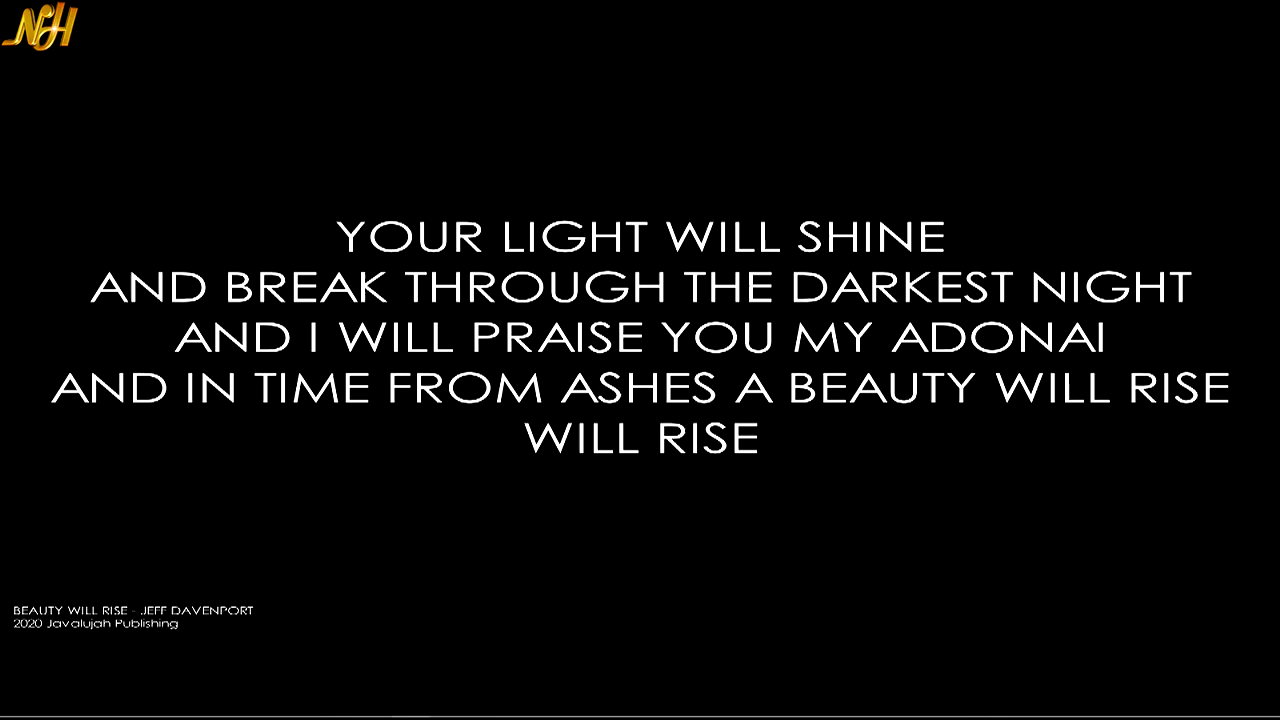 NH
YOUR LIGHT WILL SHINE
AND BREAK THROUGH THE DARKEST NIGHT
AND I WILL PRAISE YOU MY ADONAI
AND IN TIME FROM ASHES A BEAUTY WILL RISE
WILL RISE
BEAUTY WILL RISE - JEFF DAVENPORT
2020 Javalujah Publishing